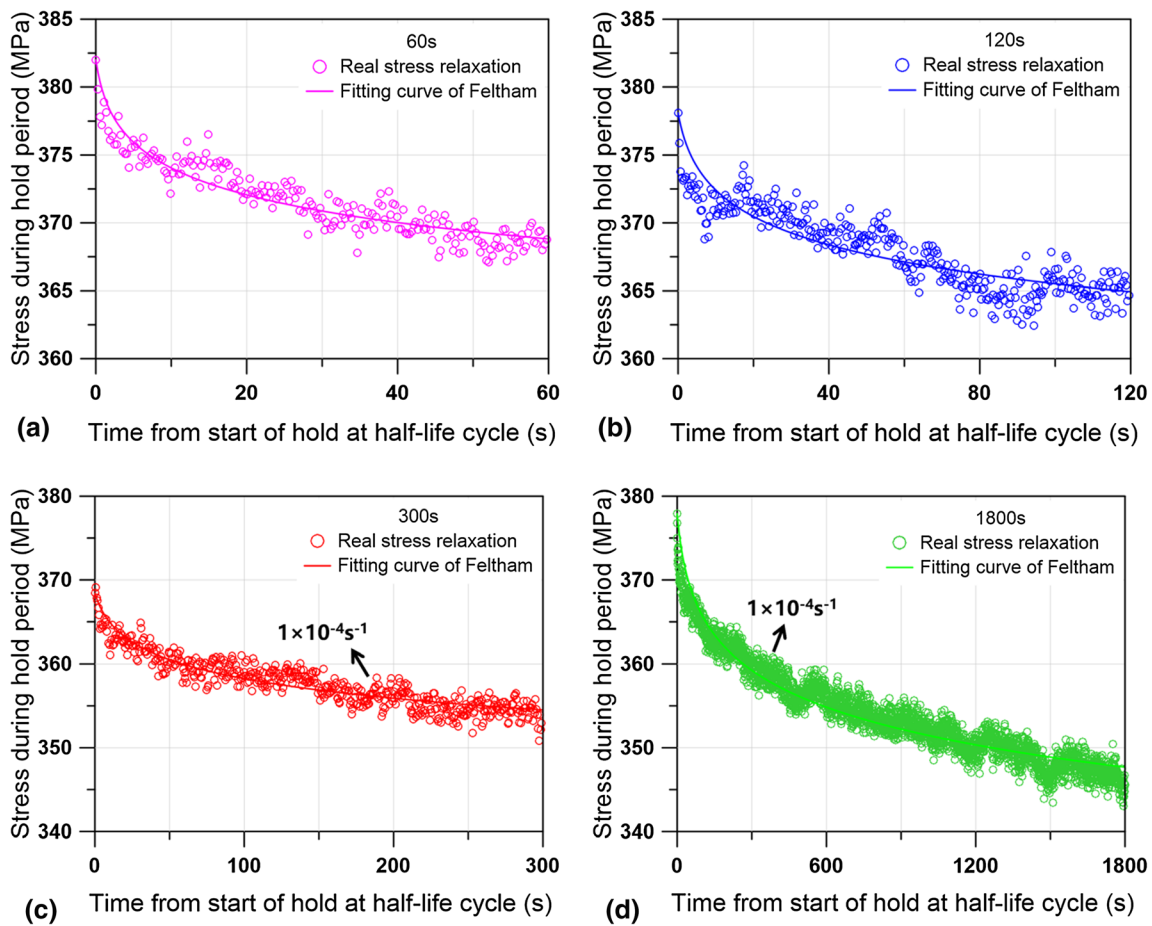 385
380
375
370
365
360
Stress during hold peirod (MPa)
60s
Real stress relaxation
Fitting curve of Feltham
0
20
40
60
(a)
Time from start of hold at half-life cycle (s)
385
380
375
370
365
360
Stress during hold period (MPa)
120s
Real stress relaxation
Fitting curve of Feltham
0
40
80
120
(b)
Time from start of hold at half-life cycle (s)
380
370
360
350
340
Stress during hold period (MPa)
300s
Real stress relaxation
Fitting curve of Feltham
1×10⁻⁴s⁻¹
0
100
200
300
(c)
Time from start of hold at half-life cycle (s)
380
370
360
350
340
Stress during hold period (MPa)
1800s
Real stress relaxation
Fitting curve of Feltham
1×10⁻⁴s⁻¹
0
600
1200
1800
(d)
Time from start of hold at half-life cycle (s)